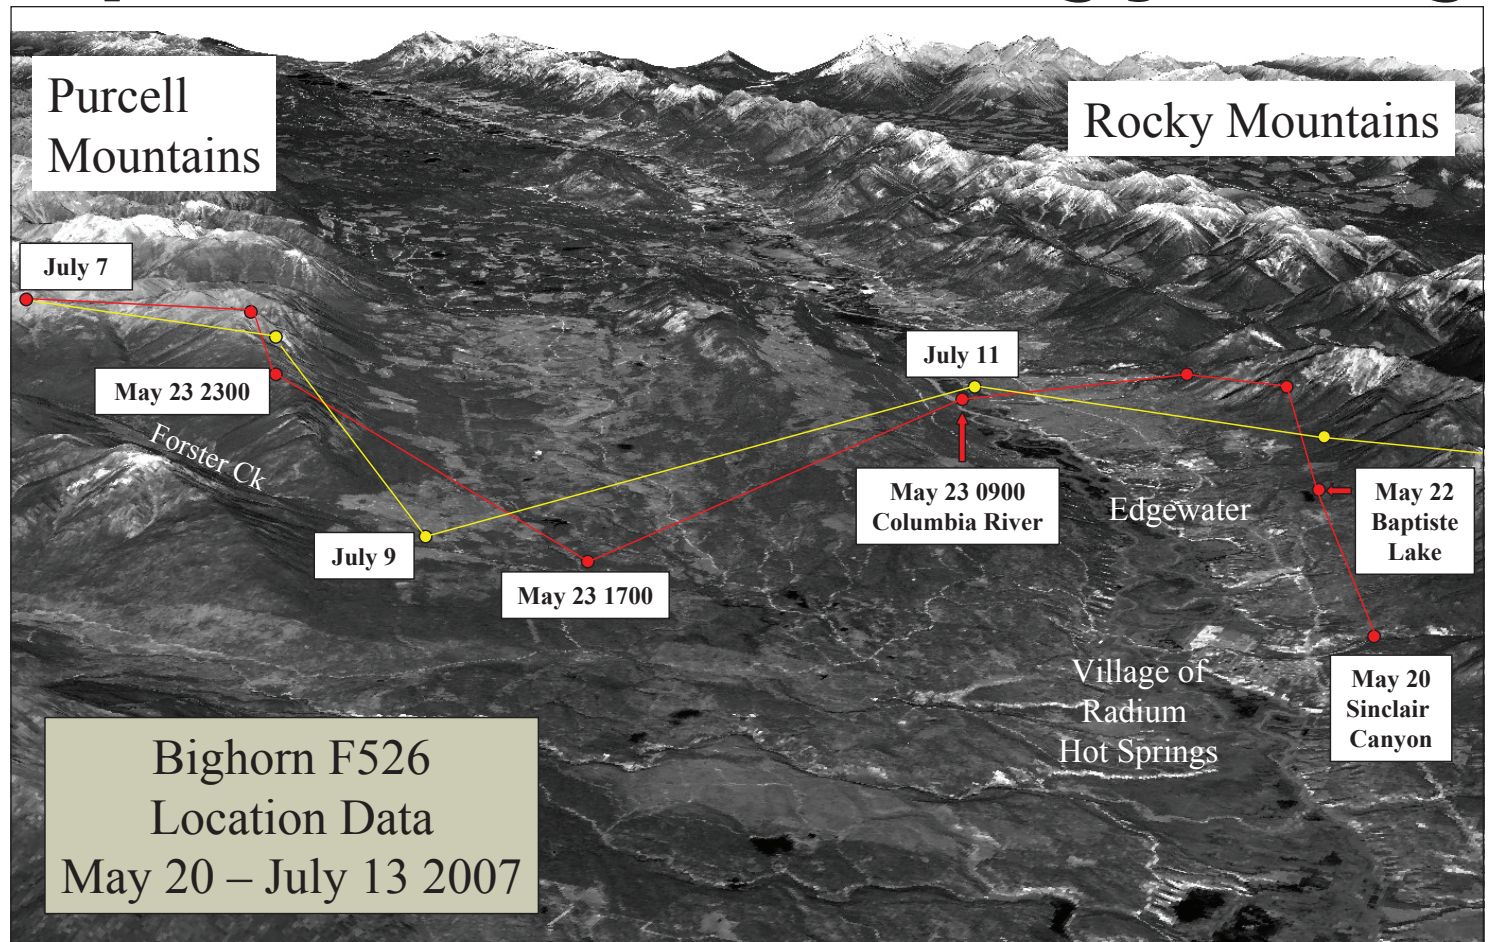 Purcell
Mountains
Rocky Mountains
July 7
May 23 2300
Forster Ck
July 9
May 23 1700
July 11
May 23 0900
Columbia River
Edgewater
May 22
Baptiste
Lake
Village of
Radium
Hot Springs
May 20
Sinclair
Canyon
Bighorn F526
Location Data
May 20 – July 13 2007